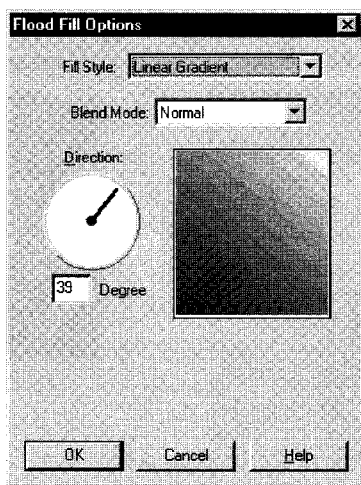 Flood Fill Options
Fill Style: Linear Gradient
Blend Mode: Normal
Direction:
39 Degree
OK Cancel Help